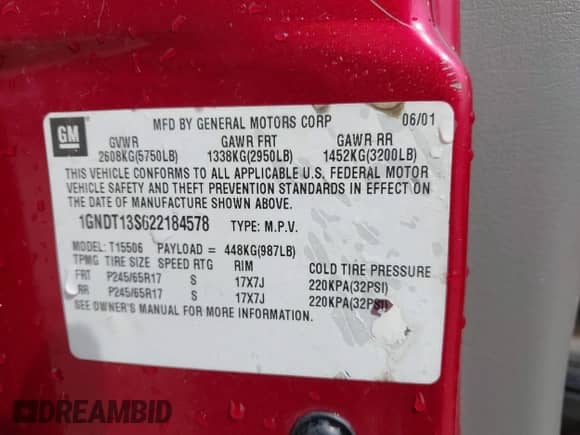 GM
MFD BY GENERAL MOTORS CORP 06/01
GVWR GAWR FRT GAWR RR
2608KG(5750LB) 1338KG(2950LB) 1452KG(3200LB)
THIS VEHICLE CONFORMS TO ALL APPLICABLE U.S. FEDERAL MOTOR
VEHICLE SAFETY AND THEFT PREVENTION STANDARDS IN EFFECT ON
THE DATE OF MANUFACTURE SHOWN ABOVE.
1GNDT13S622184578 TYPE: M.P.V.
MODEL: T15506 PAYLOAD = 448KG(987LB)
TPMG TIRE SIZE SPEED RTG RIM COLD TIRE PRESSURE
FRT P245/65R17 S 17X7J 220KPA(32PSI)
RR P245/65R17 S 17X7J 220KPA(32PSI)
SEE OWNER'S MANUAL FOR MORE INFORMATION.
DREAMBID